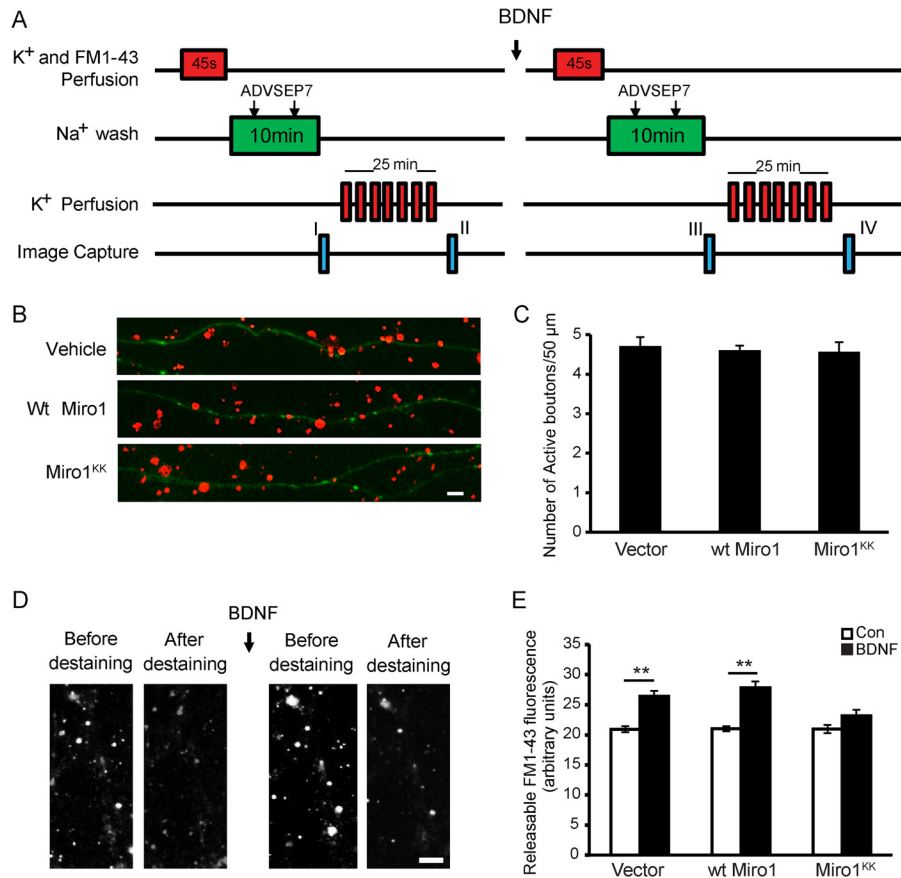 A
BDNF
K+ and FM1-43
Perfusion
45s
45s
ADVSEP7
ADVSEP7
Na+ wash
10min
10min
25 min
25 min
K+ Perfusion
I
II
III
IV
Image Capture
B
Vehicle
Wt Miro1
Miro1KK
C
Number of Active boutons/50 µm
5
4
3
2
1
0
Vector
wt Miro1
Miro1KK
D
BDNF
Before
destaining
After
destaining
Before
destaining
After
destaining
E
Con
BDNF
Releasable FM1-43 fluorescence
(arbitrary units)
35
30
25
20
15
10
5
0
**
**
Vector
wt Miro1
Miro1KK